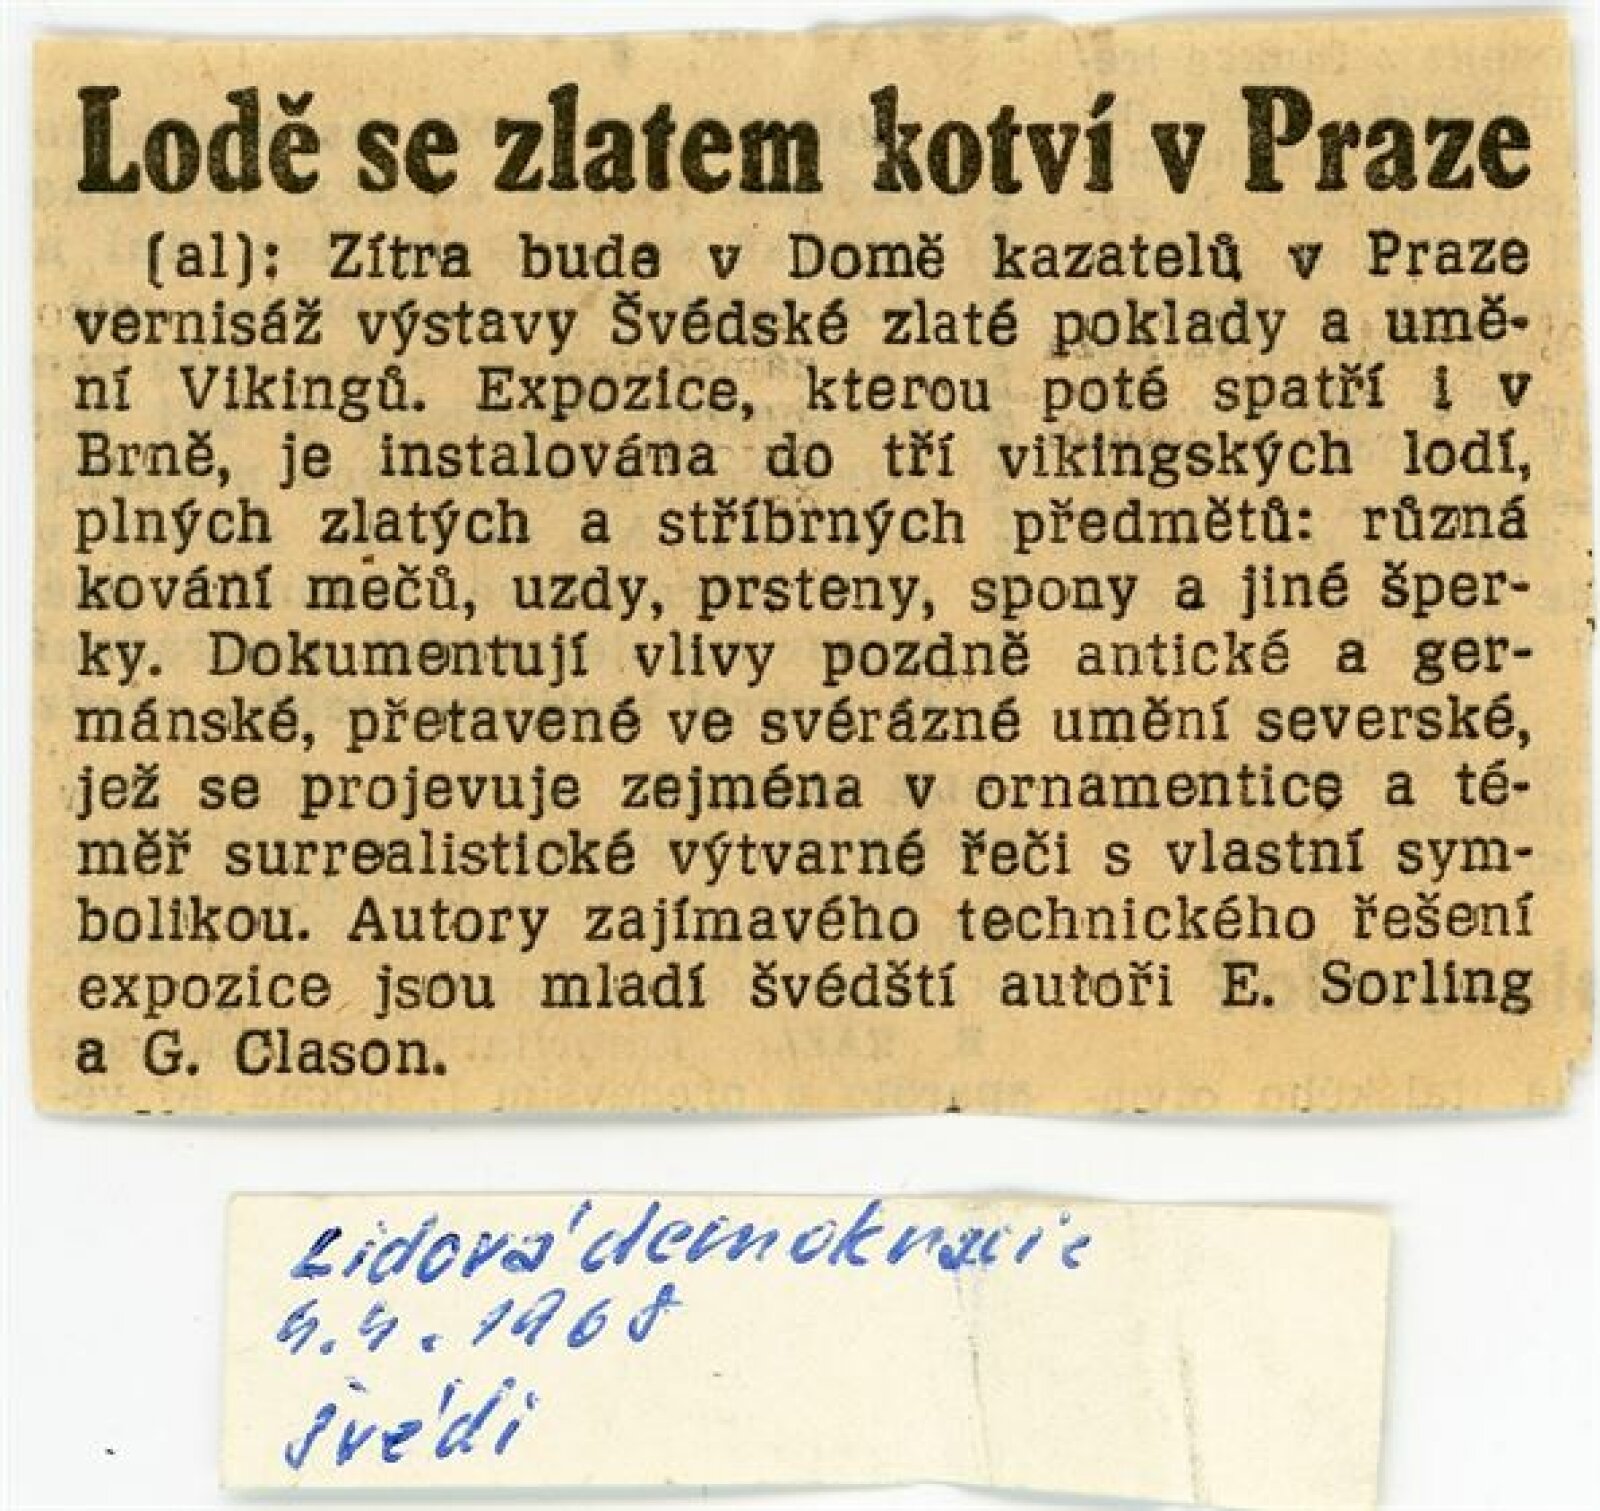 Lodě se zlatem kotví v Praze
(al): Zítra bude v Domě kazatelů v Praze
vernisáž výstavy Švédské zlaté poklady a umě-
ní Vikingů. Expozice, kterou poté spatří i v
Brně, je instalována do tří vikingských lodí,
plných zlatých a stříbrných předmětů: různá
kování mečů, uzdy, prsteny, spony a jiné šper-
ky. Dokumentují vlivy pozdně antické a ger-
mánské, přetavené ve svérázné umění severské,
jež se projevuje zejména v ornamentice a té-
měř surrealistické výtvarné řeči s vlastní sym-
bolikou. Autory zajímavého technického řešení
expozice jsou mladí švédští autoři E. Sorling
a G. Clason.
Lidová demokracie
4.4.1968
švédi